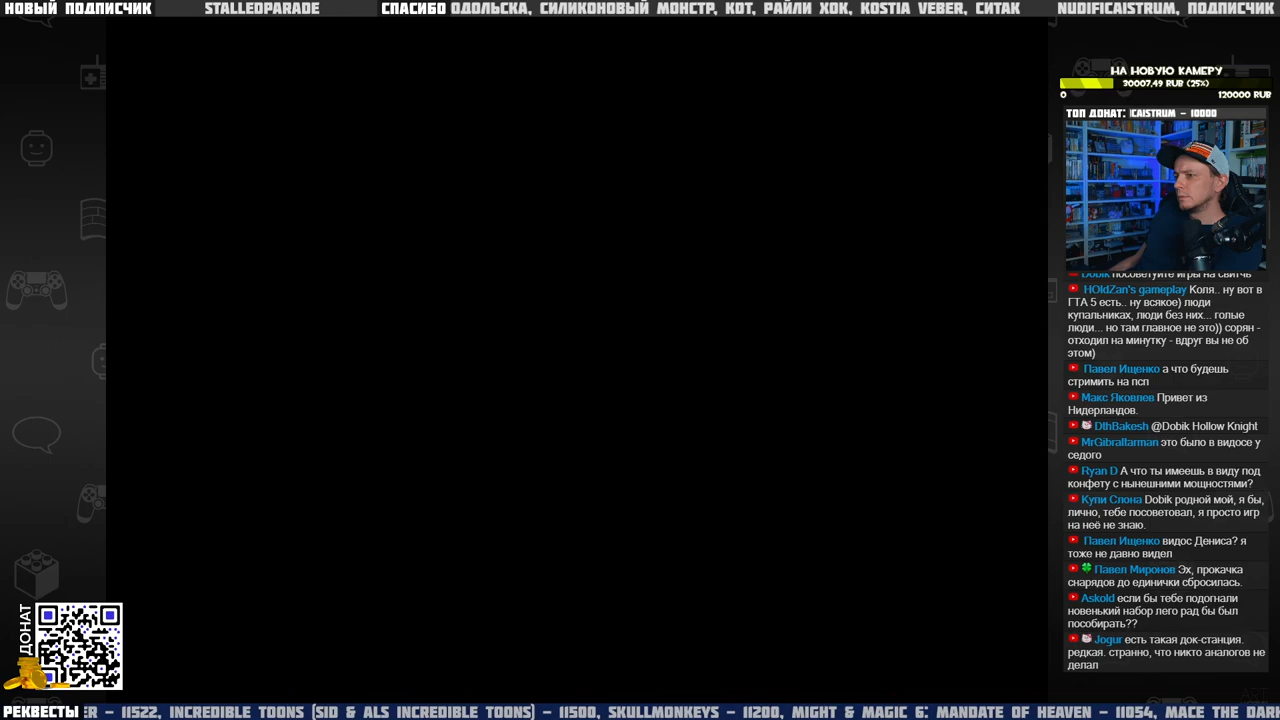 НОВЫЙ ПОДПИСЧИК STALLEDPARADE СПАСИБО ОДОЛЬСКА, СИЛИКОНОВЫЙ МОНСТР, КОТ, РАЙЛИ ХОК, KOSTIA VEBER, СИТАК NUDIFICAISTRUM, ПОДПИСЧИК
НА НОВУЮ КАМЕРУ
30007,49 RUB (25%)
0 120000 RUB
ТОП ДОНАТ: ICAISTRUM - 10000
Dobik посоветуйте игры на свитчь
HOldZan's gameplay Коля.. ну вот в
ГТА 5 есть.. ну всякое) люди
купальниках, люди без них... голые
люди... но там главное не это)) сорян -
отходил на минутку - вдруг вы не об
этом)
Павел Ищенко а что будешь
стримить на псп
Макс Яковлев Привет из
Нидерландов.
DthBakesh @Dobik Hollow Knight
MrGibraltarman это было в видосе у
седого
Ryan D А что ты имеешь в виду под
конфету с нынешними мощностями?
Купи Слона Dobik родной мой, я бы,
лично, тебе посоветовал, я просто игр
на неё не знаю.
Павел Ищенко видос Дениса? я
тоже не давно видел
Павел Миронов Эх, прокачка
снарядов до единички сбросилась.
Askold если бы тебе подогнали
новенький набор лего рад бы был
пособирать??
Jogur есть такая док-станция.
редкая. странно, что никто аналогов не
делал
ДОНАТ
РЕКВЕСТЫ ER - 11522, INCREDIBLE TOONS (SID & ALS INCREDIBLE TOONS) - 11500, SKULLMONKEYS - 11200, MIGHT & MAGIC 6: MANDATE OF HEAVEN - 11054, MARC THE DAR